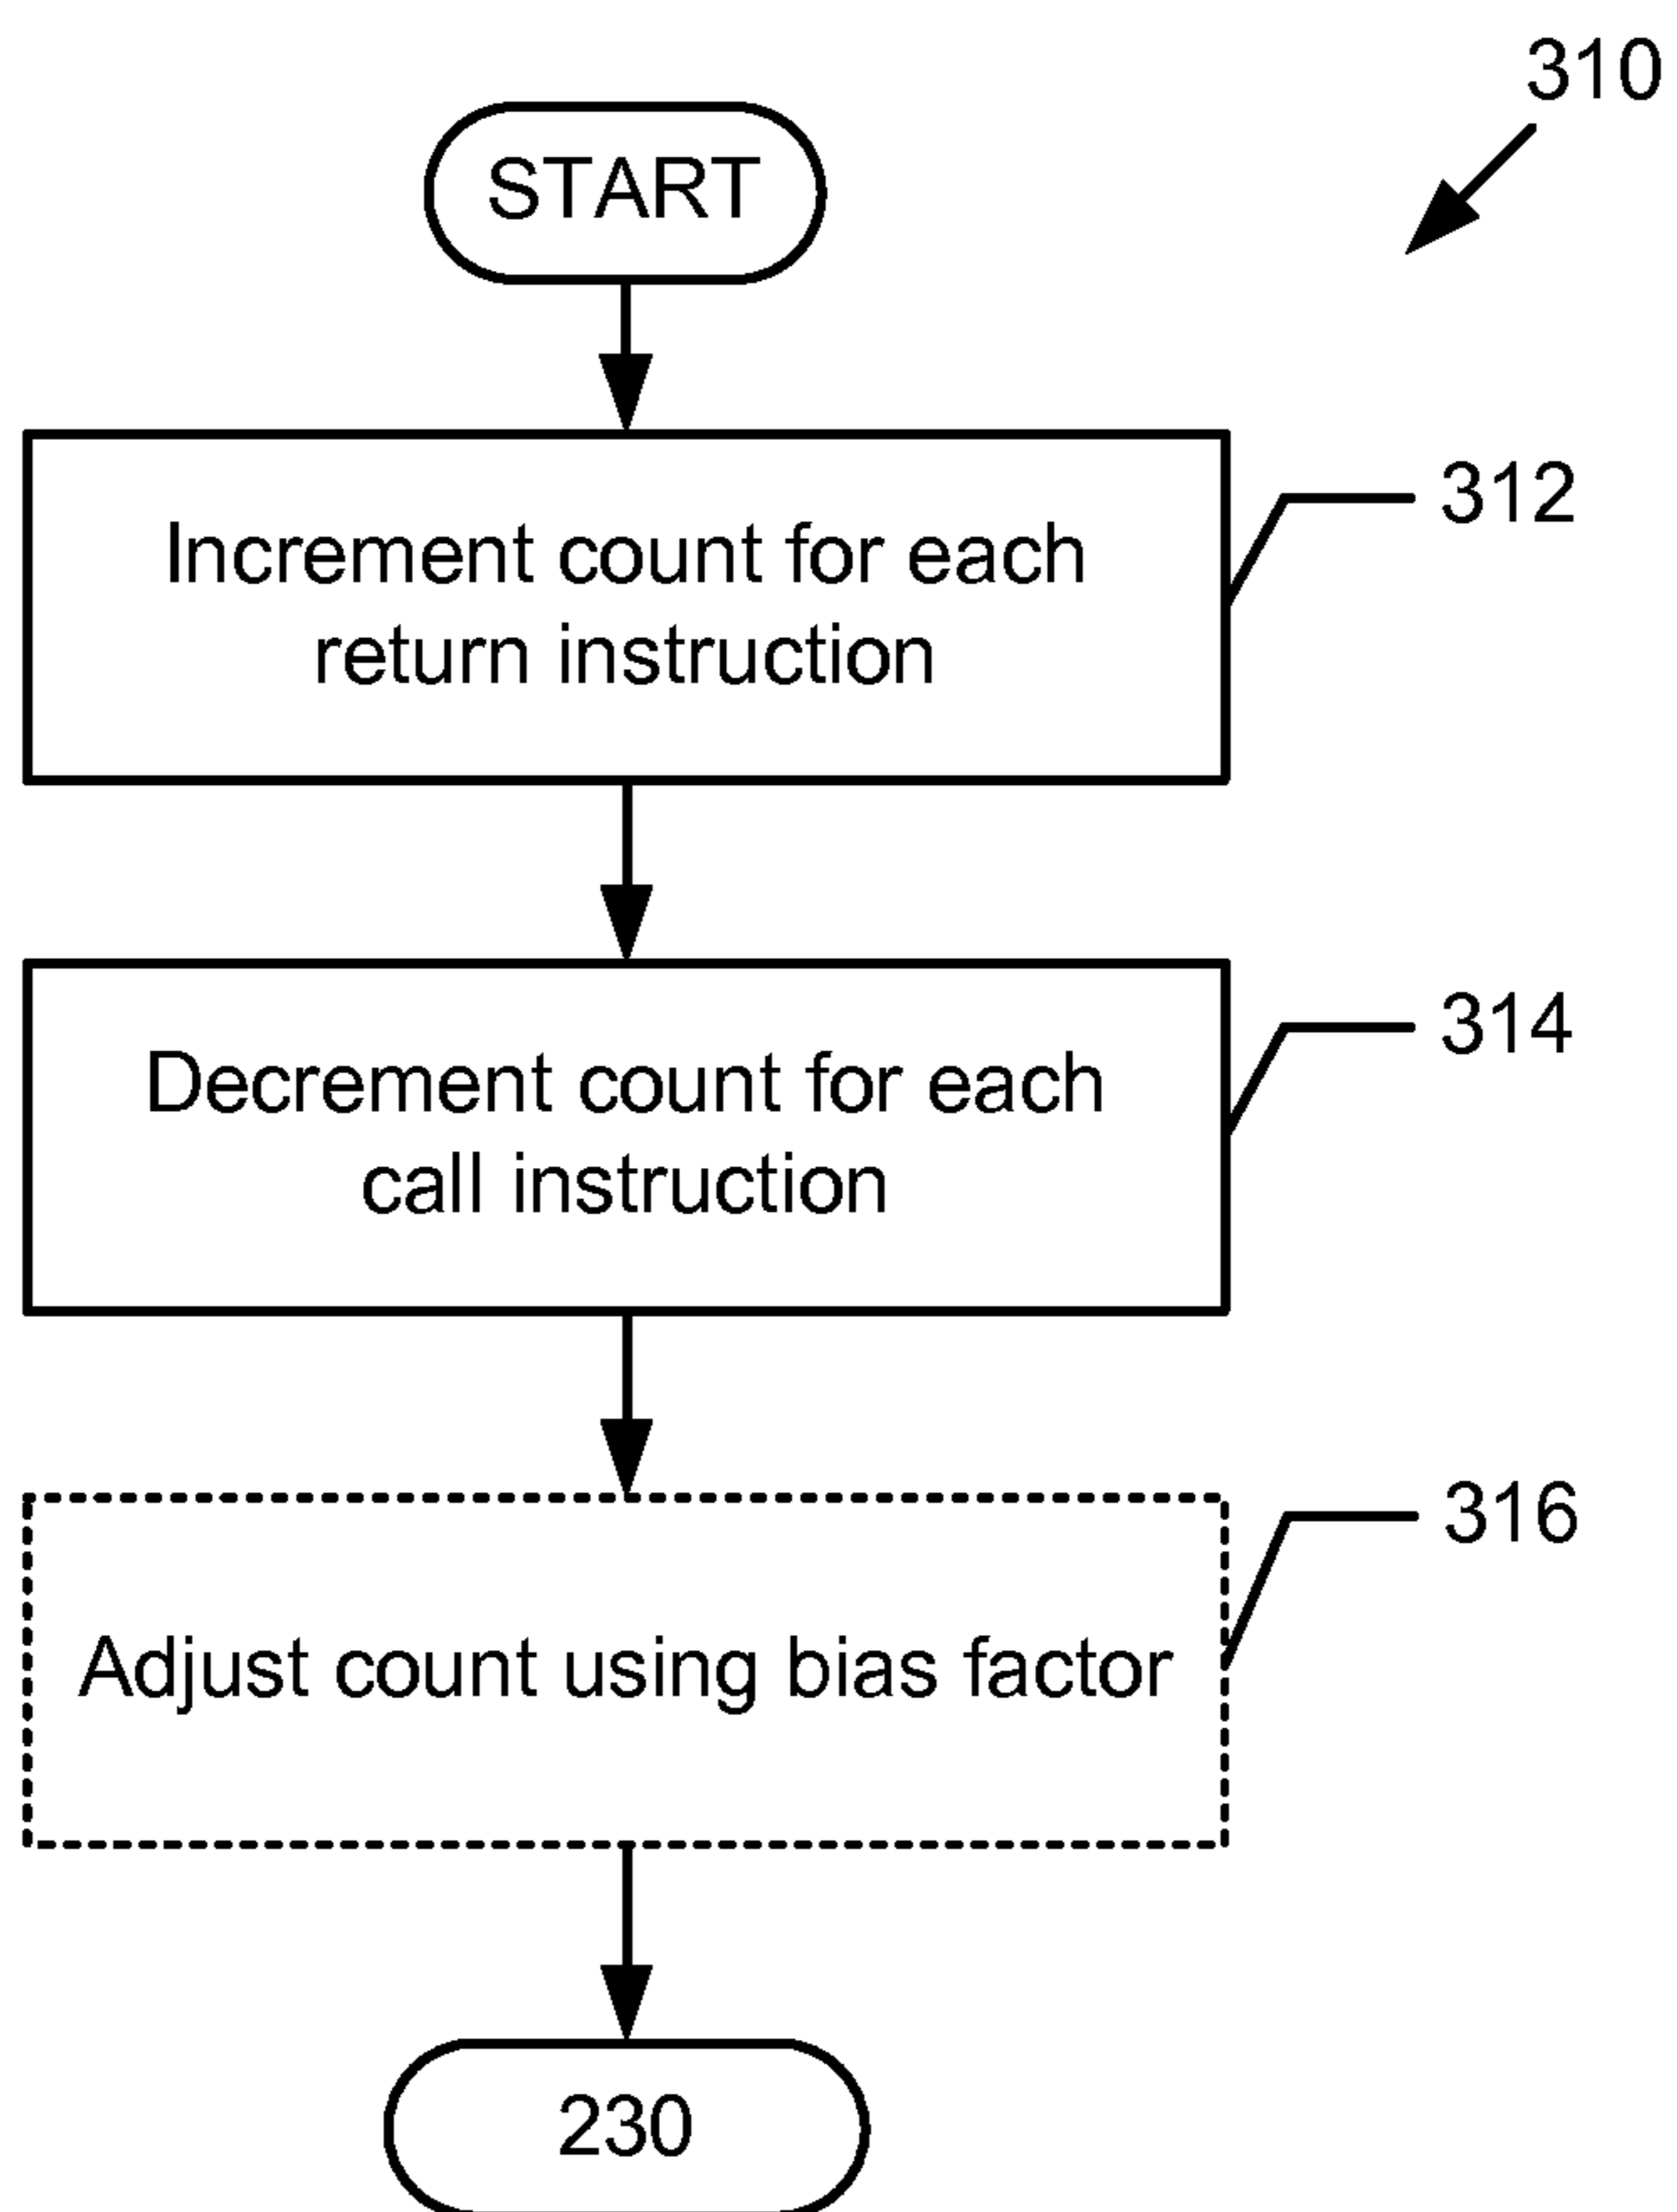 310
START
Increment count for each
return instruction
312
Decrement count for each
call instruction
314
316
Adjust count using bias factor
230